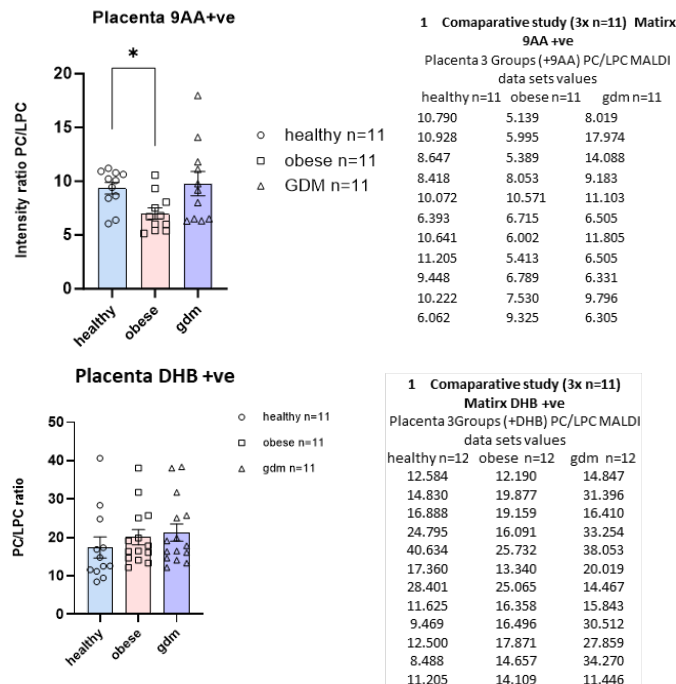 Placenta 9AA+ve
*
20
15
10
5
0
Intensity ratio PC/LPC
healthy
obese
gdm
healthy n=11
obese n=11
GDM n=11
1 Comaparative study (3x n=11) Matirx
9AA +ve
Placenta 3 Groups (+9AA) PC/LPC MALDI
data sets values
healthy n=11 obese n=11 gdm n=11
10.790 5.139 8.019
10.928 5.995 17.974
8.647 5.389 14.088
8.418 8.053 9.183
10.072 10.571 11.103
6.393 6.715 6.505
10.641 6.002 11.805
11.205 5.413 6.505
9.448 6.789 6.331
10.222 7.530 9.796
6.062 9.325 6.305
Placenta DHB +ve
50
40
30
20
10
0
PC/LPC ratio
healthy
obese
gdm
healthy n=11
obese n=11
gdm n=11
1 Comaparative study (3x n=11)
Matirx DHB +ve
Placenta 3Groups (+DHB) PC/LPC MALDI
data sets values
healthy n=12 obese n=12 gdm n=12
12.584 12.190 14.847
14.830 19.877 31.396
16.888 19.159 16.410
24.795 16.091 33.254
40.634 25.732 38.053
17.360 13.340 20.019
28.401 25.065 14.467
11.625 16.358 15.843
9.469 16.496 30.512
12.500 17.871 27.859
8.488 14.657 34.270
11.205 14.109 11.446